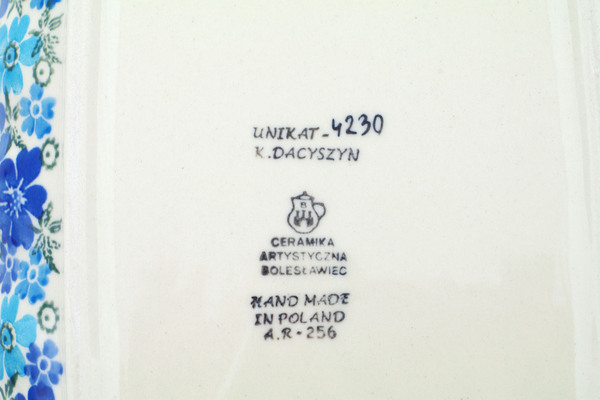 UNIKAT-4230
K.DACYSZYN
CERAMIKA
ARTYSTYCZNA
BOLESŁAWIEC
HAND MADE
IN POLAND
A.R-256